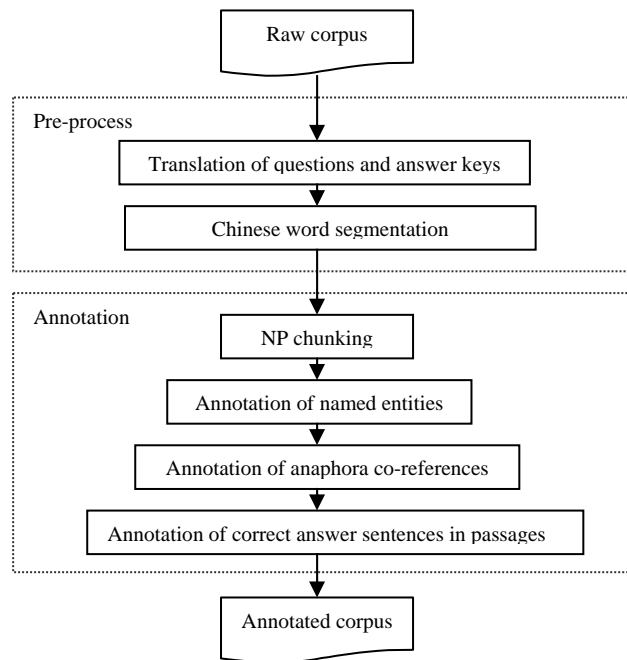 Raw corpus
Pre-process
Translation of questions and answer keys
Chinese word segmentation
Annotation
NP chunking
Annotation of named entities
Annotation of anaphora co-references
Annotation of correct answer sentences in passages
Annotated corpus